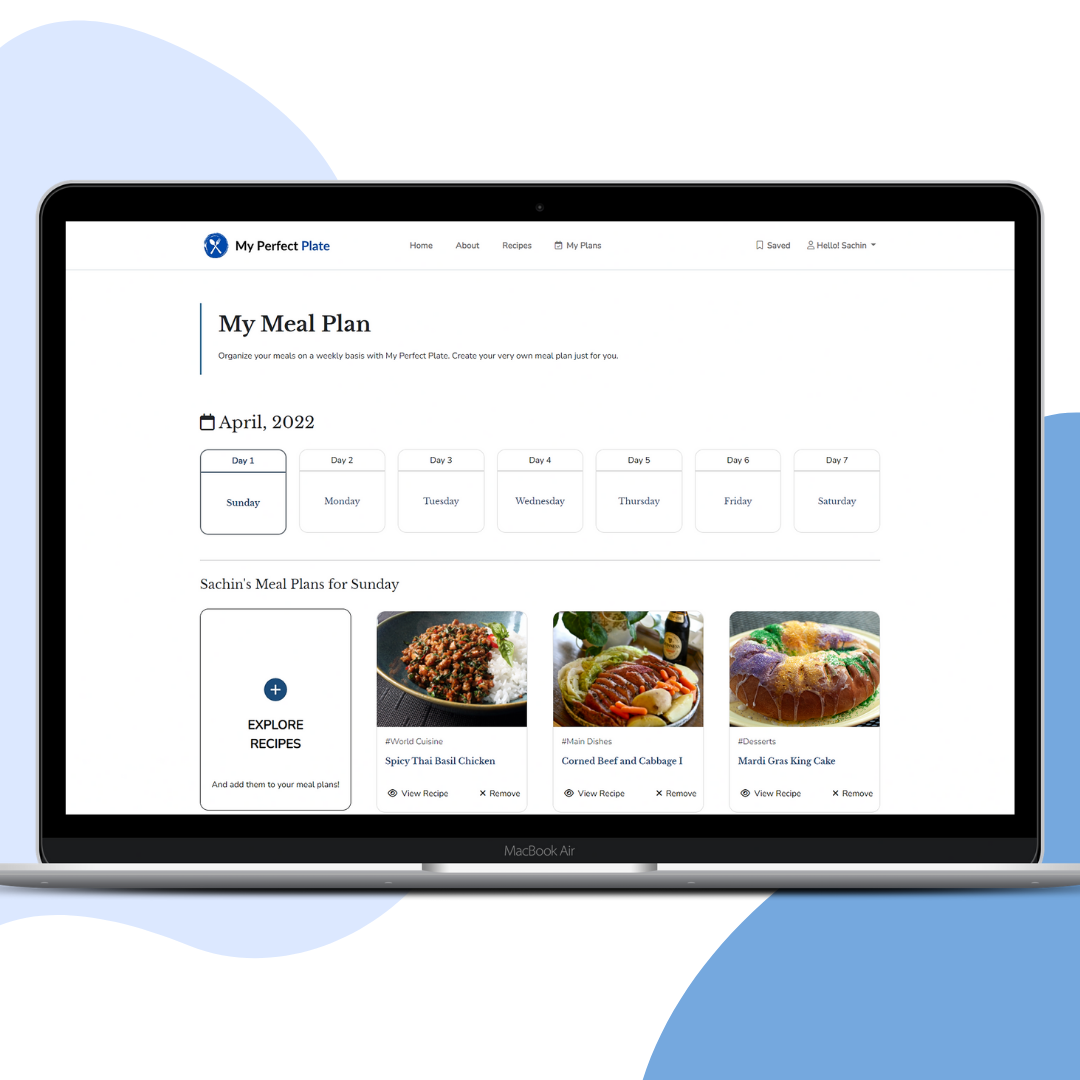 My Perfect Plate
Home About Recipes My Plans
Saved Hello! Sachin
My Meal Plan
Organize your meals on a weekly basis with My Perfect Plate. Create your very own meal plan just for you.
April, 2022
Day 1 Day 2 Day 3 Day 4 Day 5 Day 6 Day 7
Sunday Monday Tuesday Wednesday Thursday Friday Saturday
Sachin's Meal Plans for Sunday
EXPLORE
RECIPES
And add them to your meal plans!
#World Cuisine
Spicy Thai Basil Chicken
View Recipe Remove
#Main Dishes
Corned Beef and Cabbage I
View Recipe Remove
#Desserts
Mardi Gras King Cake
View Recipe Remove
MacBook Air